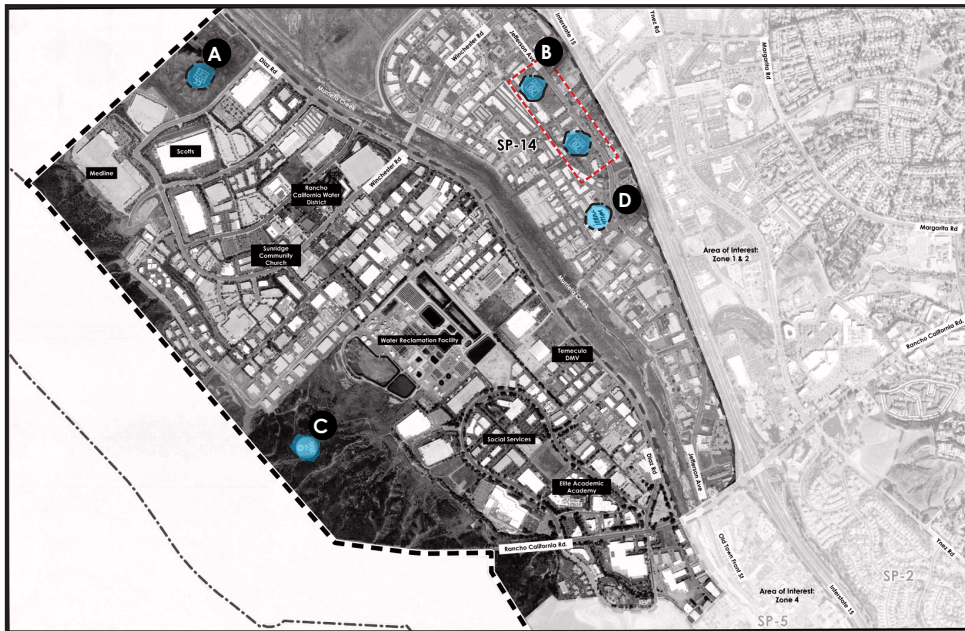 A
B
Interstate 15
Ynez Rd
Jefferson Ave
Winchester Rd
Margarita Rd
Diaz Rd
Murrieta Creek
SP-14
Scotts
Medline
Winchester Rd
Rancho
California Water
District
D
Margarita Rd
Sunridge
Community
Church
Area of Interest:
Zone 1 & 2
Murrieta Creek
Rancho California Rd.
Water Reclamation Facility
Temecula
DMV
C
Social Services
Diaz Rd
Jefferson Ave
Elite Academic
Academy
Rancho California Rd.
Old Town Front St
Ynez Rd
SP-2
Area of Interest:
Zone 4
Interstate 15
SP-5